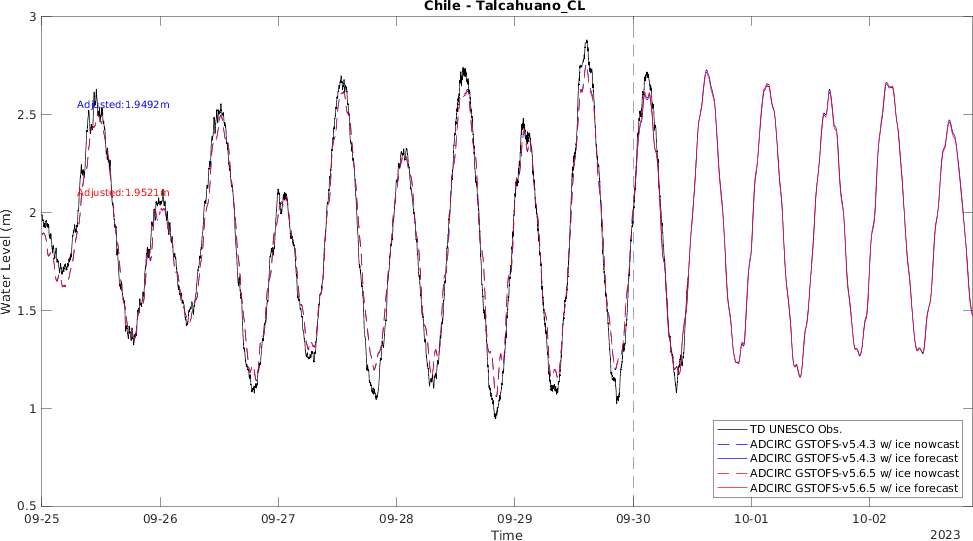 Chile - Talcahuano_CL
3
2.5
2
1.5
1
0.5
Water Level (m)
Adjusted:1.9492m
Adjusted:1.9521m
TD UNESCO Obs.
ADCIRC GSTOFS-v5.4.3 w/ ice nowcast
ADCIRC GSTOFS-v5.4.3 w/ ice forecast
ADCIRC GSTOFS-v5.6.5 w/ ice nowcast
ADCIRC GSTOFS-v5.6.5 w/ ice forecast
09-25 09-26 09-27 09-28 09-29 09-30 10-01 10-02
Time
2023